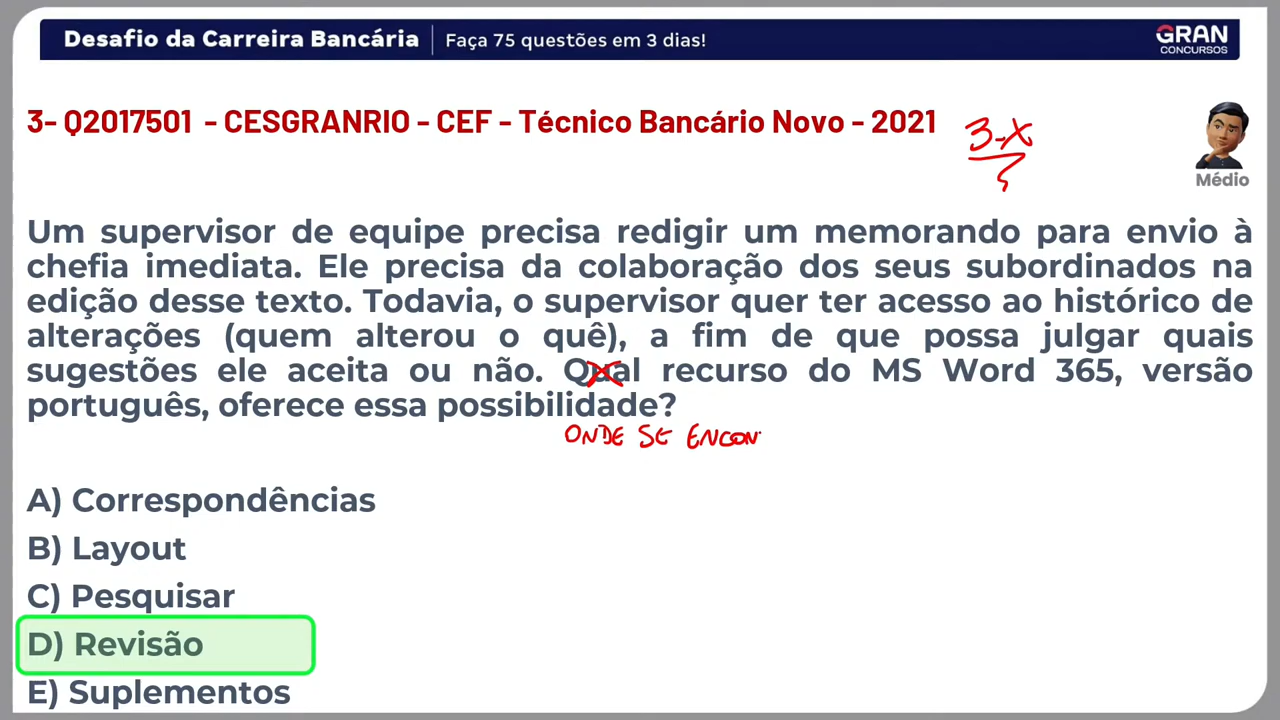 Desafio da Carreira Bancária | Faça 75 questões em 3 dias!
GRAN
CONCURSOS
3- Q2017501 - CESGRANRIO - CEF - Técnico Bancário Novo - 2021
3-X
Médio
Um supervisor de equipe precisa redigir um memorando para envio à
chefia imediata. Ele precisa da colaboração dos seus subordinados na
edição desse texto. Todavia, o supervisor quer ter acesso ao histórico de
alterações (quem alterou o quê), a fim de que possa julgar quais
sugestões ele aceita ou não. Qual recurso do MS Word 365, versão
português, oferece essa possibilidade?
ONDE SE ENCON
A) Correspondências
B) Layout
C) Pesquisar
D) Revisão
E) Suplementos